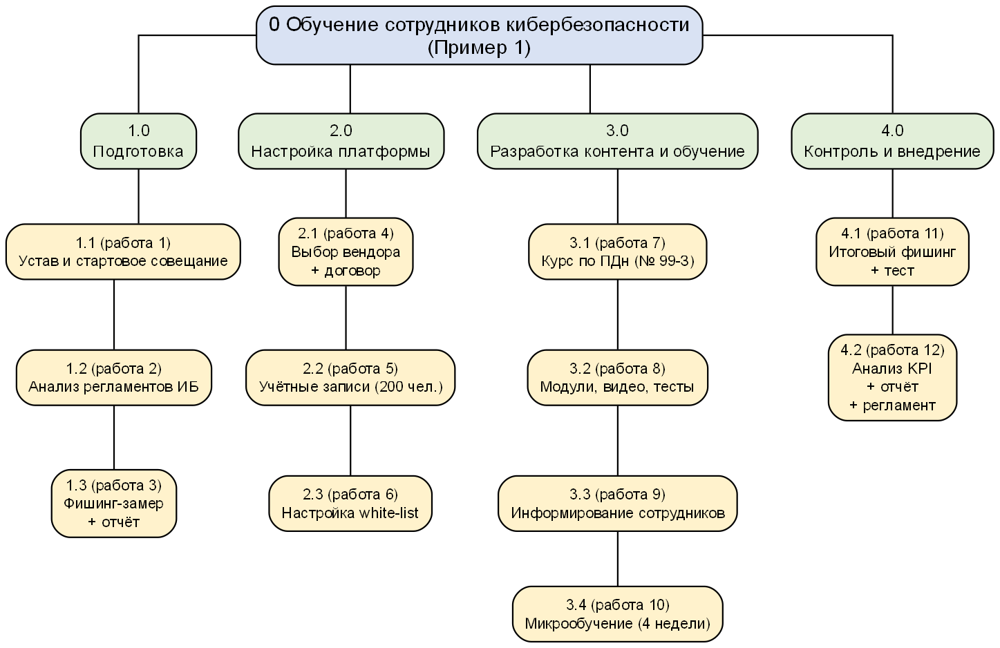 0 Обучение сотрудников кибербезопасности
(Пример 1)
1.0
Подготовка
2.0
Настройка платформы
3.0
Разработка контента и обучение
4.0
Контроль и внедрение
1.1 (работа 1)
Устав и стартовое совещание
2.1 (работа 4)
Выбор вендора
+ договор
3.1 (работа 7)
Курс по ПДн (№ 99-З)
4.1 (работа 11)
Итоговый фишинг
+ тест
1.2 (работа 2)
Анализ регламентов ИБ
2.2 (работа 5)
Учётные записи (200 чел.)
3.2 (работа 8)
Модули, видео, тесты
4.2 (работа 12)
Анализ KPI
+ отчёт
+ регламент
1.3 (работа 3)
Фишинг-замер
+ отчёт
2.3 (работа 6)
Настройка white-list
3.3 (работа 9)
Информирование сотрудников
3.4 (работа 10)
Микрообучение (4 недели)